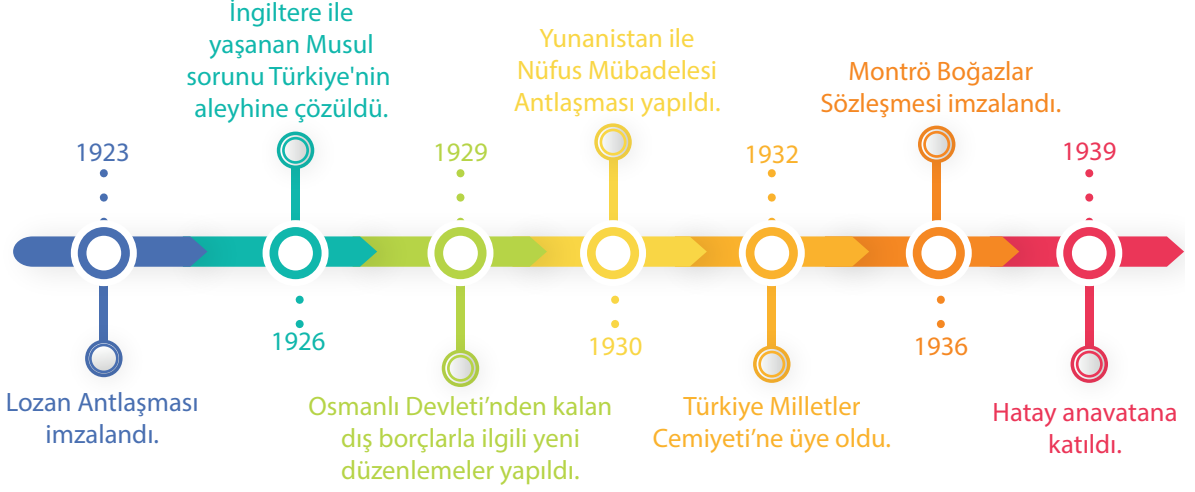 1923
Lozan Antlaşması
imzalandı.
İngiltere ile
yaşanan Musul
sorunu Türkiye'nin
aleyhine çözüldü.
1926
1929
Osmanlı Devleti’nden kalan
dış borçlarla ilgili yeni
düzenlemeler yapıldı.
Yunanistan ile
Nüfus Mübadelesi
Antlaşması yapıldı.
1930
1932
Türkiye Milletler
Cemiyeti’ne üye oldu.
Montrö Boğazlar
Sözleşmesi imzalandı.
1936
1939
Hatay anavatana
katıldı.